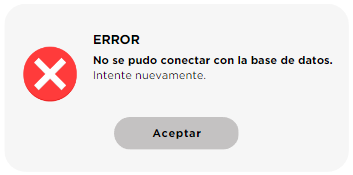 ERROR
No se pudo conectar con la base de datos.
Intente nuevamente.
Aceptar